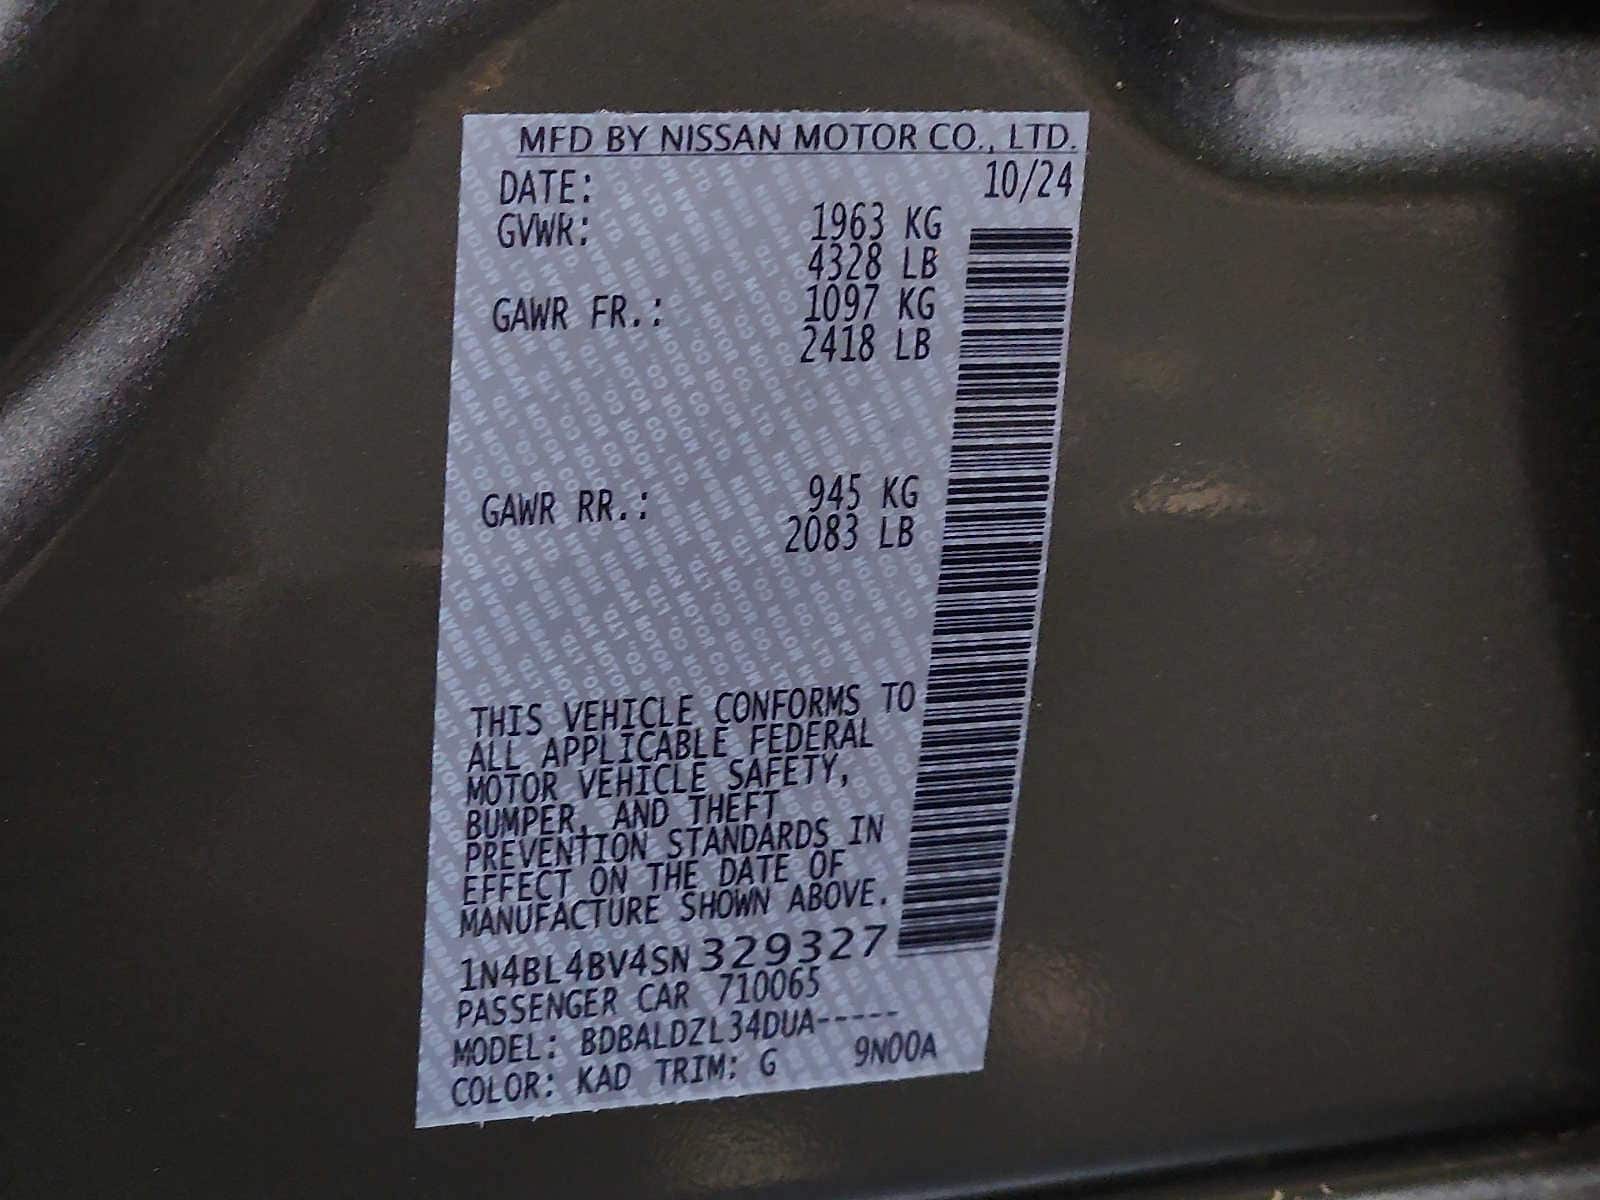 MFD BY NISSAN MOTOR CO., LTD.
DATE: 10/24
GVWR: 1963 KG
4328 LB
GAWR FR.: 1097 KG
2418 LB
GAWR RR.: 945 KG
2083 LB
THIS VEHICLE CONFORMS TO
ALL APPLICABLE FEDERAL
MOTOR VEHICLE SAFETY,
BUMPER, AND THEFT
PREVENTION STANDARDS IN
EFFECT ON THE DATE OF
MANUFACTURE SHOWN ABOVE.
1N4BL4BV4SN329327
PASSENGER CAR 710065
MODEL: BDBALDZL34DUA-----
COLOR: KAD TRIM: G 9N00A